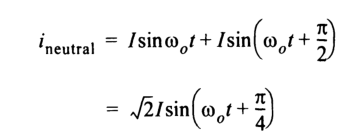 i_neutral = I sin ω_o t + I sin(ω_o t + π/2)
= √2 I sin(ω_o t + π/4)